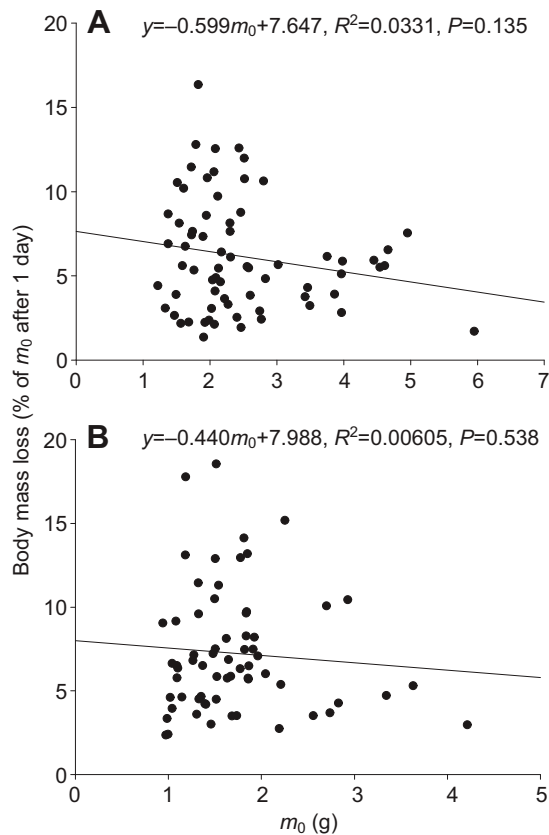 A y=–0.599m₀+7.647, R²=0.0331, P=0.135
20
15
10
5
0
0 1 2 3 4 5 6 7
Body mass loss (% of m₀ after 1 day)
B y=–0.440m₀+7.988, R²=0.00605, P=0.538
20
15
10
5
0
0 1 2 3 4 5
m₀ (g)